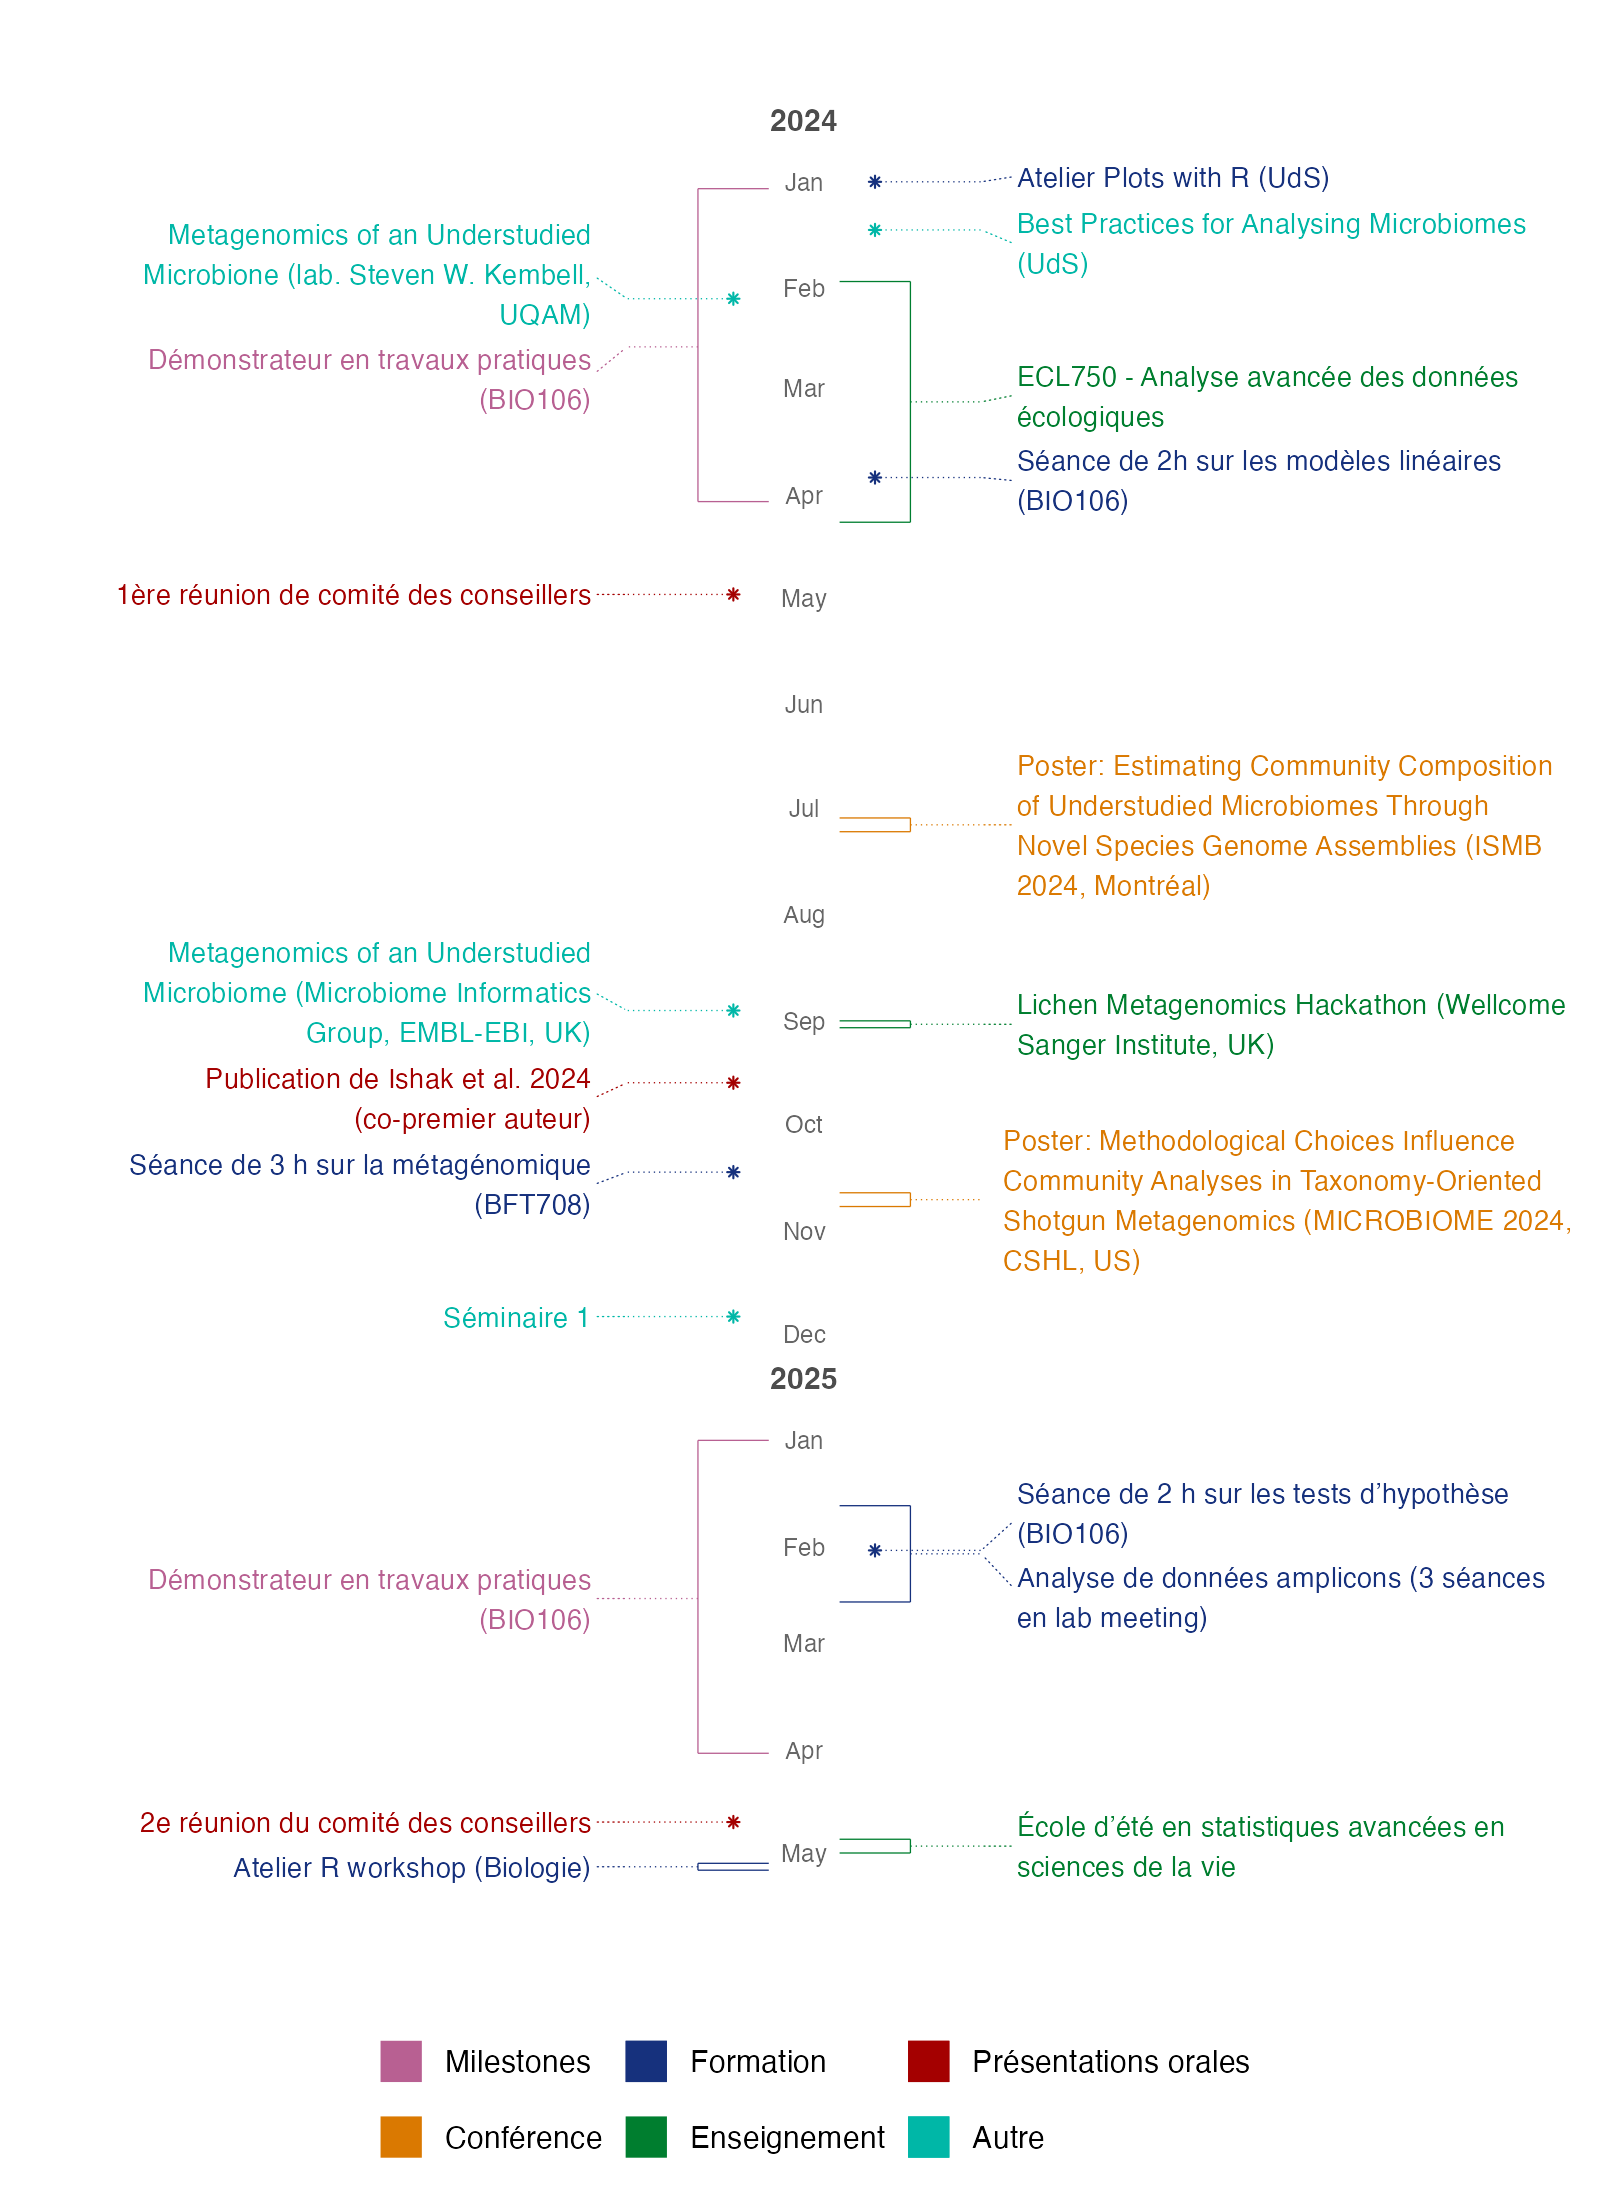 2024
Jan
Atelier Plots with R (UdS)
Best Practices for Analysing Microbiomes
(UdS)
Metagenomics of an Understudied
Microbione (lab. Steven W. Kembell,
UQAM)
Feb
Démonstrateur en travaux pratiques
(BIO106)
Mar
ECL750 - Analyse avancée des données
écologiques
Séance de 2h sur les modèles linéaires
(BIO106)
Apr
1ère réunion de comité des conseillers
May
Jun
Jul
Poster: Estimating Community Composition
of Understudied Microbiomes Through
Novel Species Genome Assemblies (ISMB
2024, Montréal)
Aug
Metagenomics of an Understudied
Microbiome (Microbiome Informatics
Group, EMBL-EBI, UK)
Sep
Lichen Metagenomics Hackathon (Wellcome
Sanger Institute, UK)
Publication de Ishak et al. 2024
(co-premier auteur)
Oct
Séance de 3 h sur la métagénomique
(BFT708)
Poster: Methodological Choices Influence
Community Analyses in Taxonomy-Oriented
Shotgun Metagenomics (MICROBIOME 2024,
CSHL, US)
Nov
Séminaire 1
Dec
2025
Jan
Séance de 2 h sur les tests d’hypothèse
(BIO106)
Feb
Analyse de données amplicons (3 séances
en lab meeting)
Démonstrateur en travaux pratiques
(BIO106)
Mar
Apr
2e réunion du comité des conseillers
Atelier R workshop (Biologie)
May
École d’été en statistiques avancées en
sciences de la vie
Milestones
Formation
Présentations orales
Conférence
Enseignement
Autre